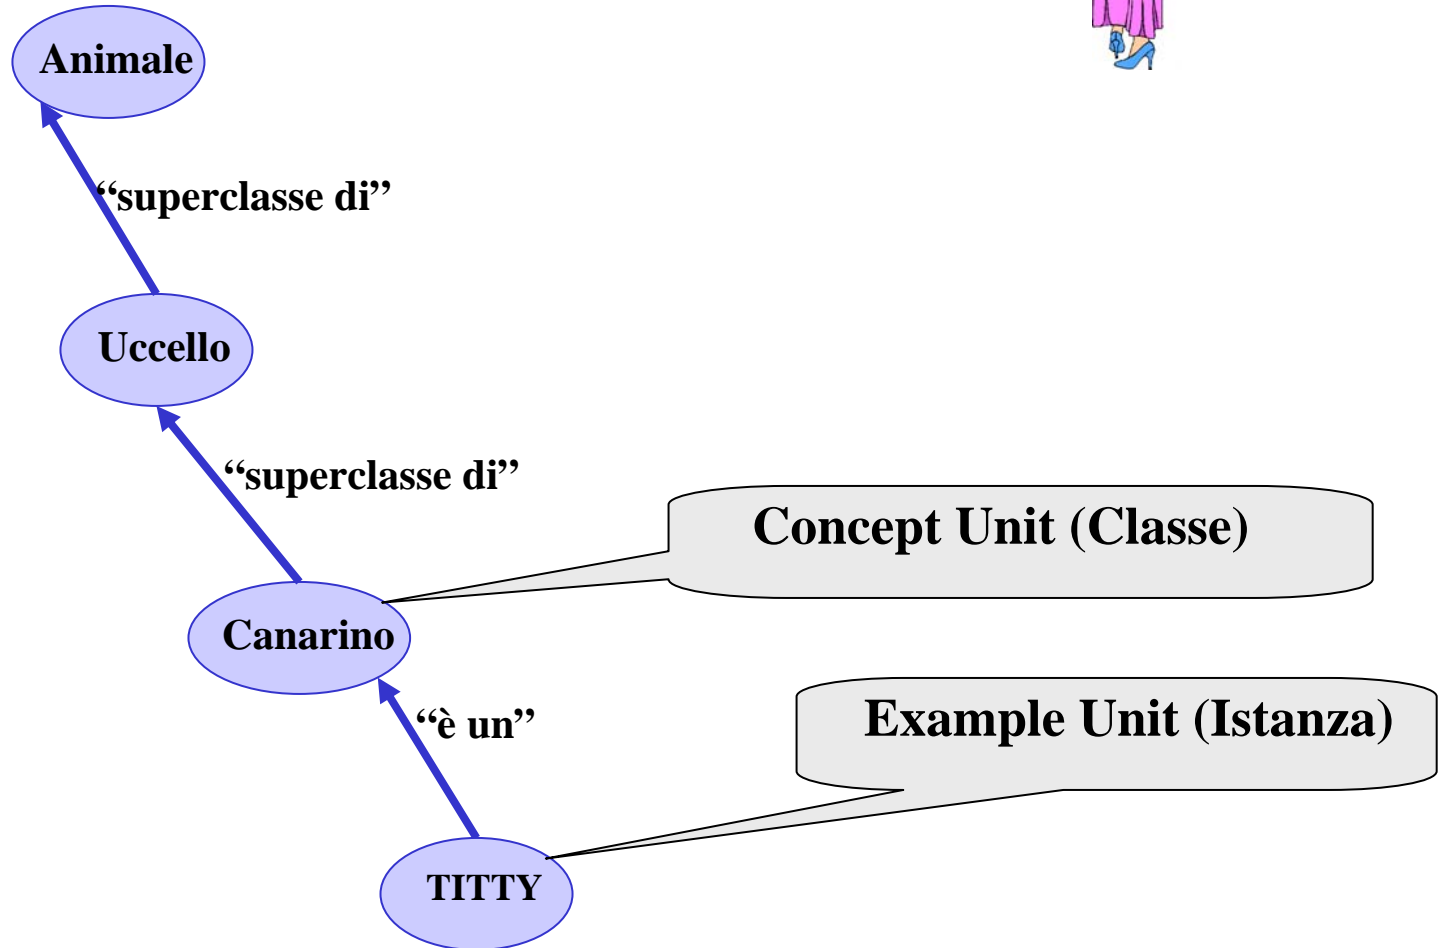 Animale
“superclasse di”
Uccello
“superclasse di”
Concept Unit (Classe)
Canarino
Example Unit (Istanza)
“è un”
TITTY